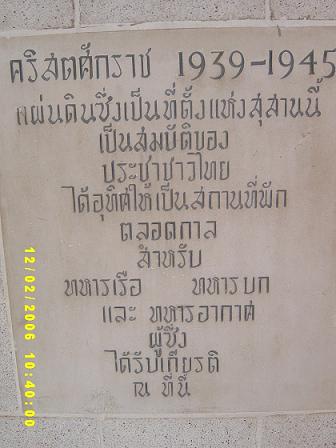 คริสตศักราช 1939-1945
แผ่นดินซึ่งเป็นที่ตั้งแห่งสุสานนี้
เป็นสมบัติของ
ประชาชาวไทย
ได้อุทิศให้เป็นสถานที่พัก
ตลอดกาล
สำหรับ
ทหารเรือ ทหารบก
และ ทหารอากาศ
ผู้ซึ่ง
ได้รับเกียรติ
ณ ที่นี้
12/02/2006 10:40:00